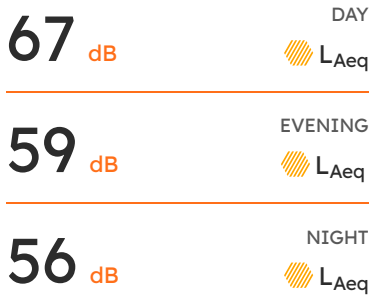 DAY
67 dB LAeq
EVENING
59 dB LAeq
NIGHT
56 dB LAeq